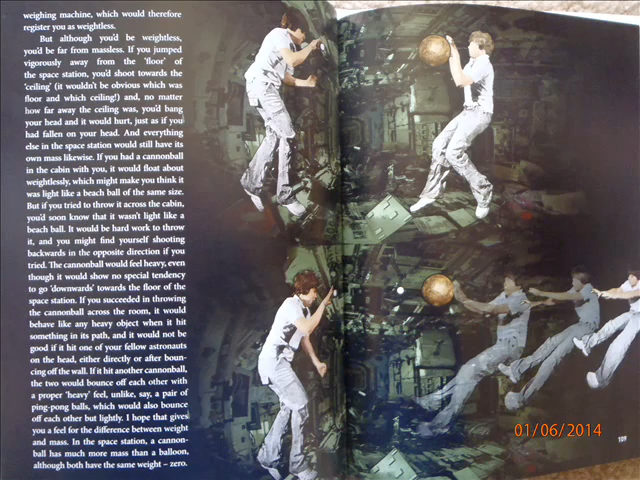 weighing machine, which would therefore
register you as weightless.
But although you'd be weightless,
you'd be far from massless. If you jumped
vigorously away from the 'floor' of
the space station, you'd shoot towards the
'ceiling' (it wouldn't be obvious which was
floor and which ceiling!) and, no matter
how far away the ceiling was, you'd bang
your head and it would hurt, just as if you
had fallen on your head. And everything
else in the space station would still have its
own mass likewise. If you had a cannonball
in the cabin with you, it would float about
weightlessly, which might make you think it
was light like a beach ball of the same size.
But if you tried to throw it across the cabin,
you'd soon know that it wasn't light like a
beach ball. It would be hard work to throw
it, and you might find yourself shooting
backwards in the opposite direction if you
tried. The cannonball would feel heavy, even
though it would show no special tendency
to go 'downwards' towards the floor of the
space station. If you succeeded in throwing
the cannonball across the room, it would
behave like any heavy object when it hit
something in its path, and it would not be
good if it hit one of your fellow astronauts
on the head, either directly or after boun-
cing off the wall. If it hit another cannonball,
the two would bounce off each other with
a proper 'heavy' feel, unlike, say, a pair of
ping-pong balls, which would also bounce
off each other but lightly. I hope that gives
you a feel for the difference between weight
and mass. In the space station, a cannon-
ball has much more mass than a balloon,
although both have the same weight – zero.
109
01/06/2014